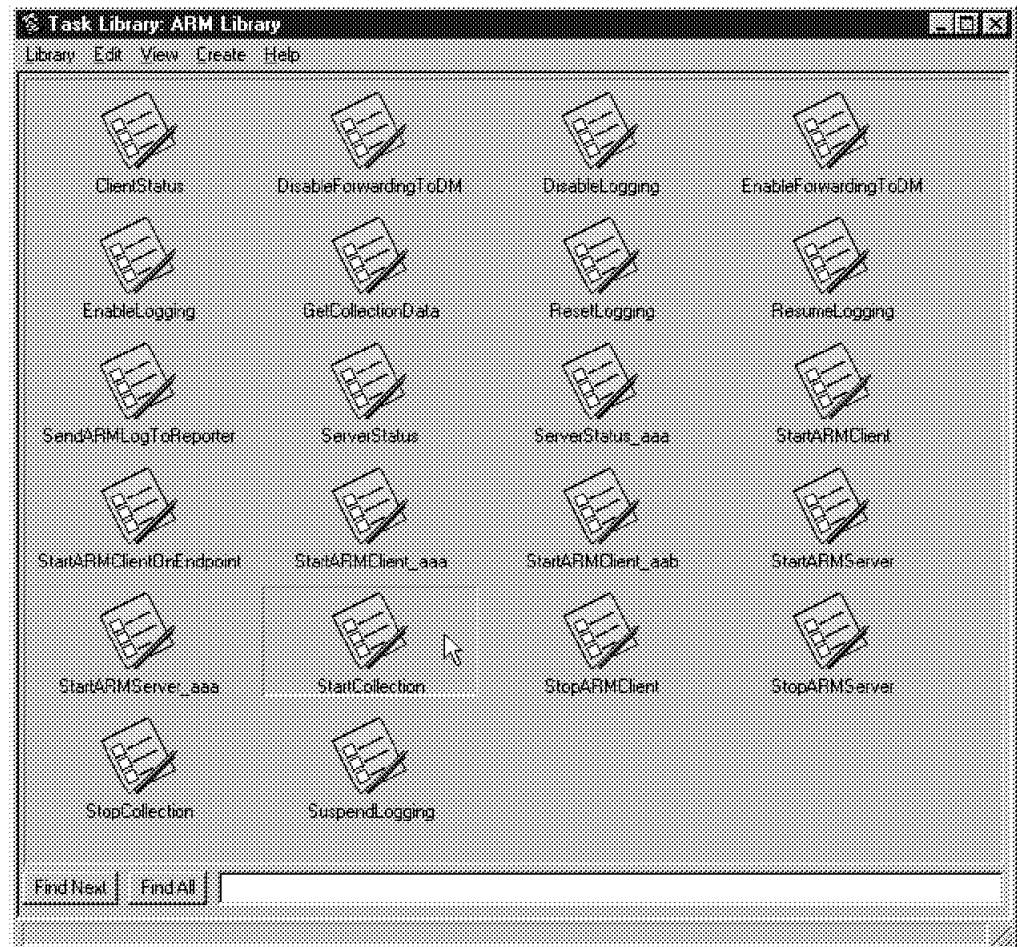 Task Library: ARM Library
Library Edit View Create Help
ClientStatus DisableForwardingToDM DisableLogging EnableForwardingToDM
EnableLogging GetCollectionData ResetLogging ResumeLogging
SendARMLogToReporter ServerStatus ServerStatus_aaa StartARMClient
StartARMClientOnEndpoint StartARMClient_aaa StartARMClient_aab StartARMServer
StartARMServer_aaa StartCollection StopARMClient StopARMServer
StopCollection SuspendLogging
Find Next Find All